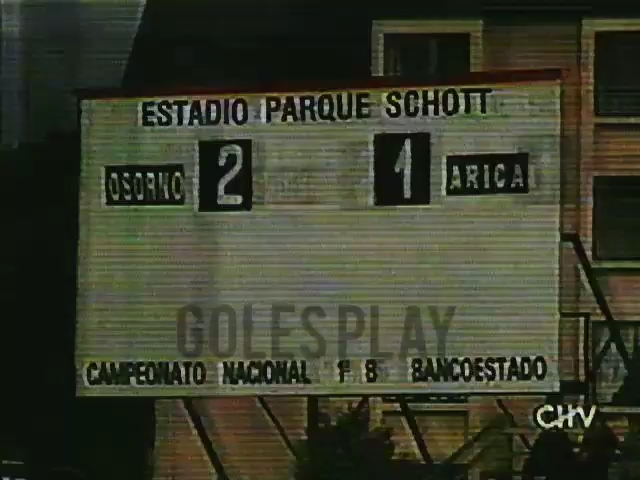 ESTADIO PARQUE SCHOTT
OSORNO 2 1 ARICA
GOLESPLAY
CAMPEONATO NACIONAL 1ª B BANCOESTADO
CHV